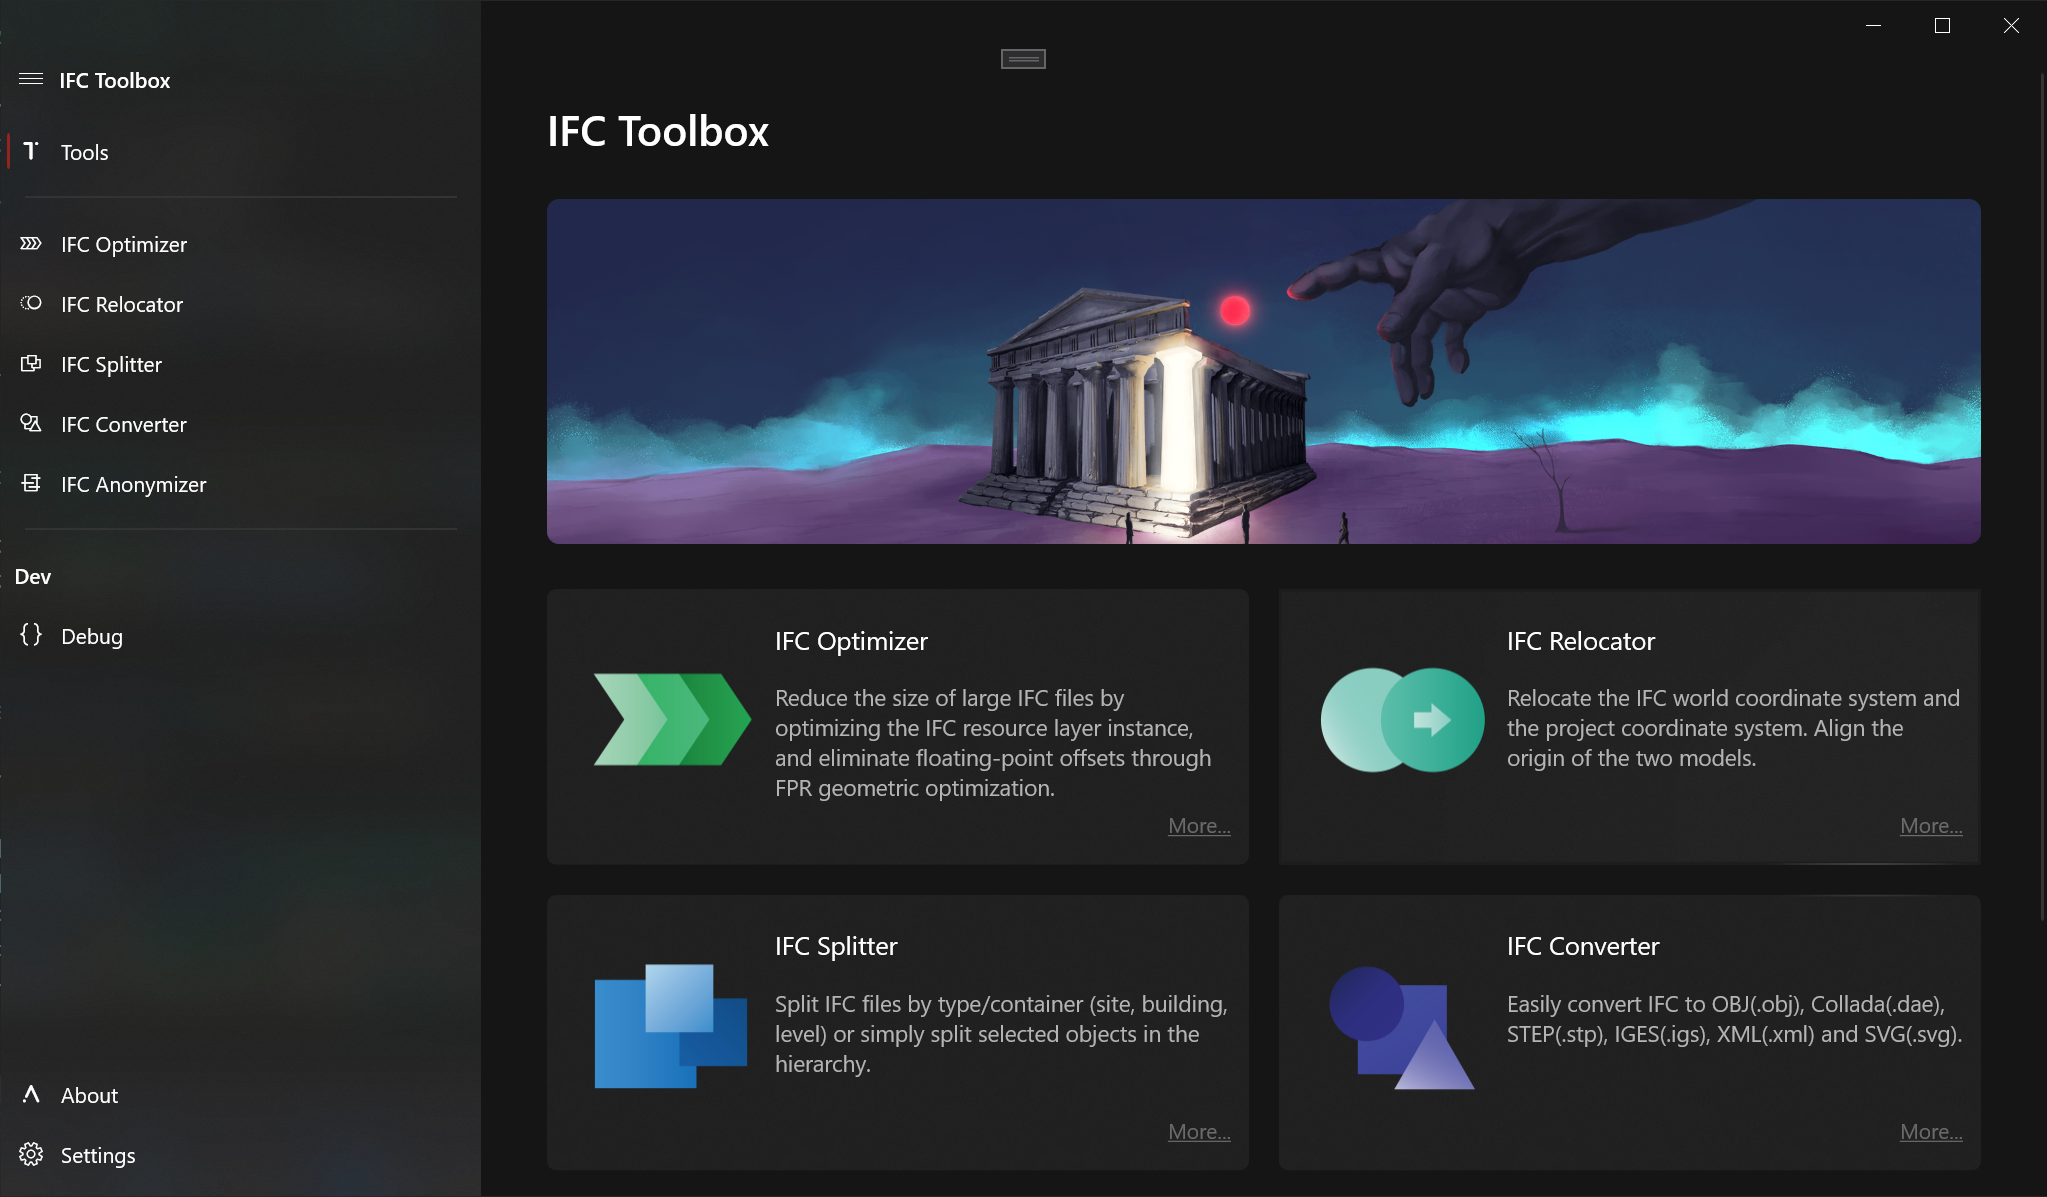 IFC Toolbox
Tools
IFC Optimizer
IFC Relocator
IFC Splitter
IFC Converter
IFC Anonymizer
Dev
Debug
About
Settings
IFC Toolbox
IFC Optimizer
Reduce the size of large IFC files by
optimizing the IFC resource layer instance,
and eliminate floating-point offsets through
FPR geometric optimization.
More...
IFC Relocator
Relocate the IFC world coordinate system and
the project coordinate system. Align the
origin of the two models.
More...
IFC Splitter
Split IFC files by type/container (site, building,
level) or simply split selected objects in the
hierarchy.
More...
IFC Converter
Easily convert IFC to OBJ(.obj), Collada(.dae),
STEP(.stp), IGES(.igs), XML(.xml) and SVG(.svg).
More...